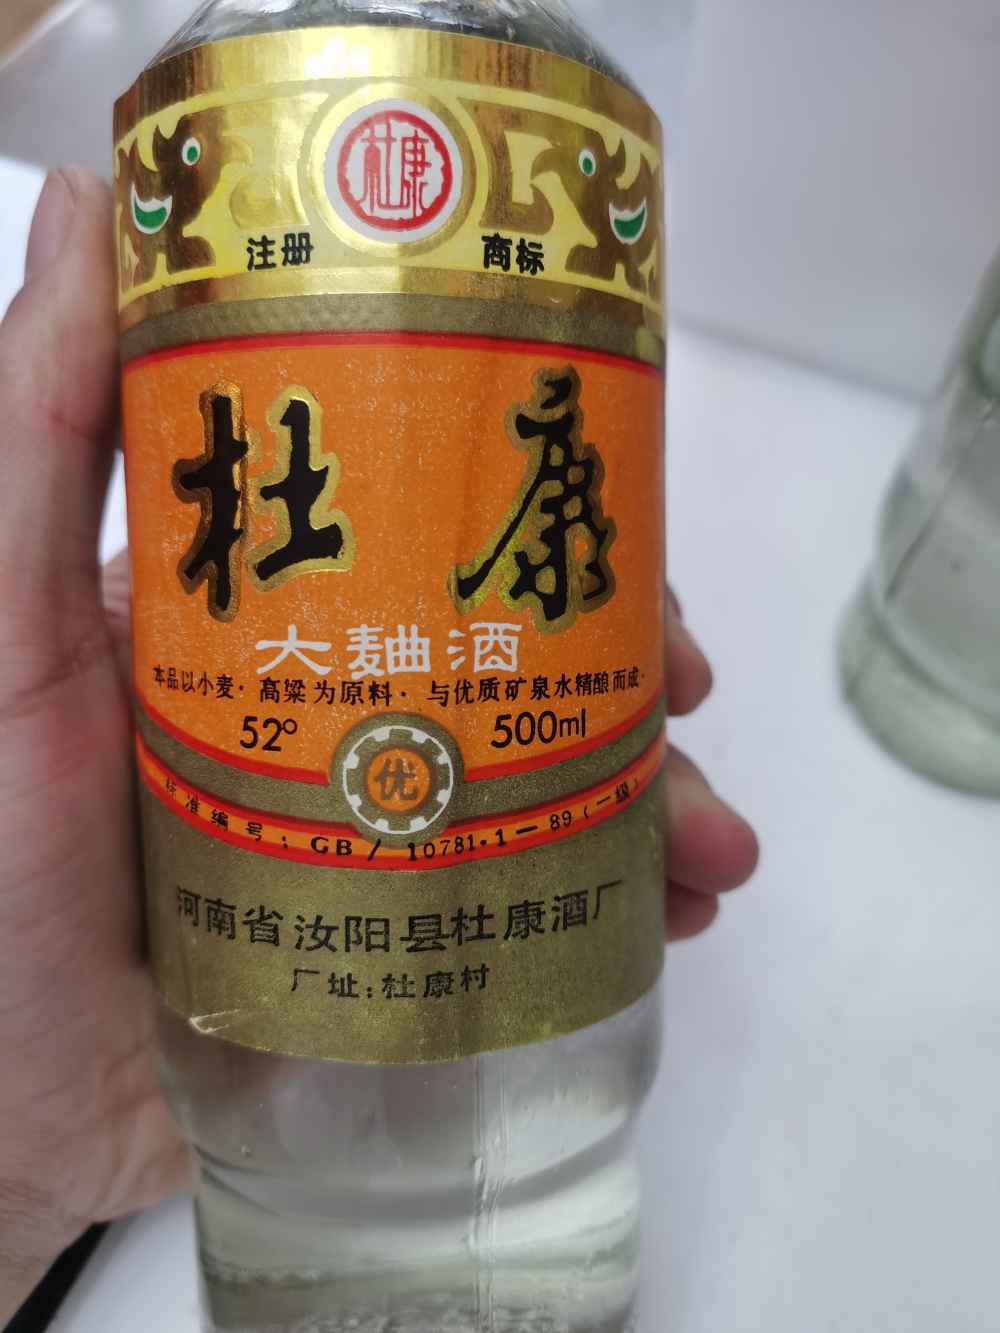 杜康
注册 商标
杜康
大麯酒
本品以小麦·高粱为原料·与优质矿泉水精酿而成·
52° 500ml
优
标准编号:GB/10781·1—89(一级)
河南省汝阳县杜康酒厂
厂址:杜康村